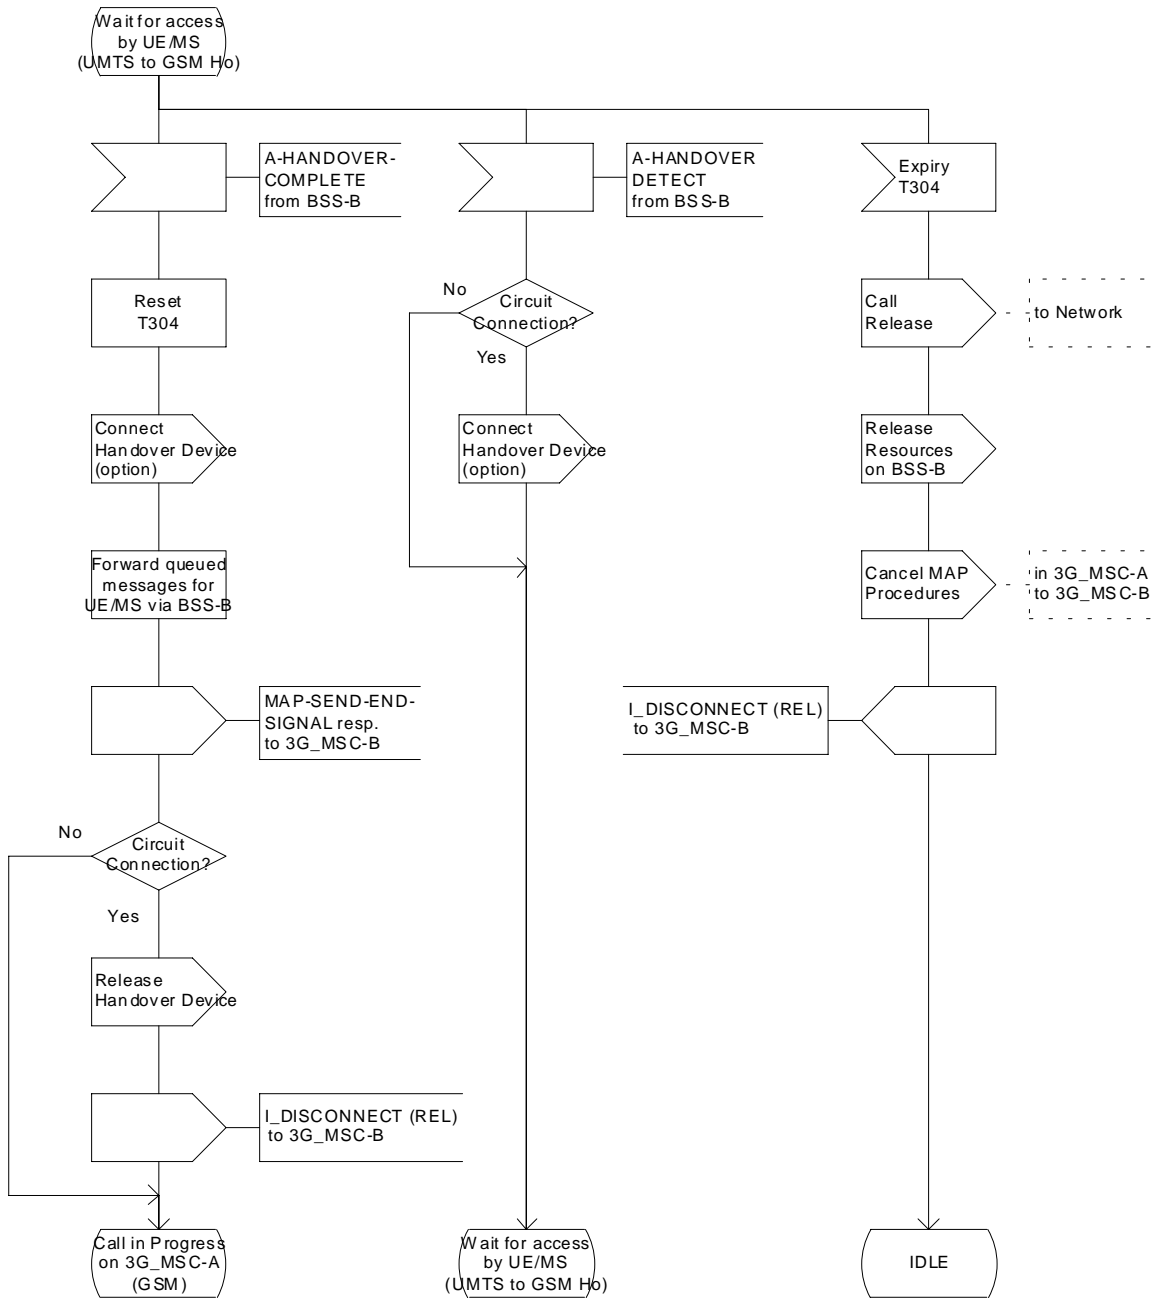 Wait for access
by UE/MS
(UMTS to GSM Ho)
A-HANDOVER-
COMPLETE
from BSS-B
A-HANDOVER
DETECT
from BSS-B
Expiry
T304
Reset
T304
No
Circuit
Connection?
Yes
Call
Release
to Network
Connect
Handover Device
(option)
Connect
Handover Device
(option)
Release
Resources
on BSS-B
Forward queued
messages for
UE/MS via BSS-B
Cancel MAP
Procedures
in 3G_MSC-A
to 3G_MSC-B
MAP-SEND-END-
SIGNAL resp.
to 3G_MSC-B
I_DISCONNECT (REL)
to 3G_MSC-B
No
Circuit
Connection?
Yes
Release
Handover Device
I_DISCONNECT (REL)
to 3G_MSC-B
Call in Progress
on 3G_MSC-A
(GSM)
Wait for access
by UE/MS
(UMTS to GSM Ho)
IDLE